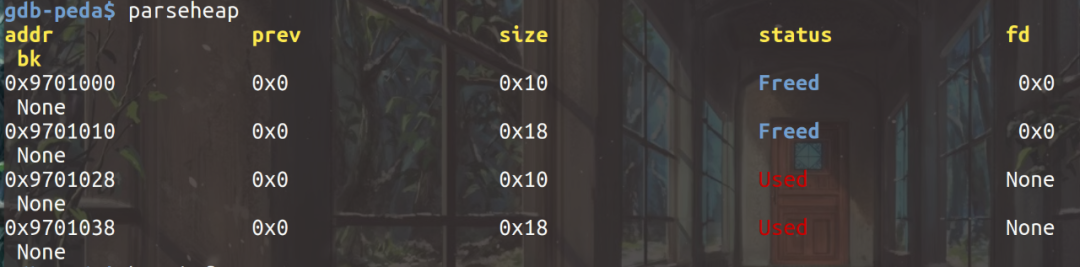 gdb-peda$ parseheap
addr prev size status fd
bk
0x9701000 0x0 0x10 Freed 0x0
None
0x9701010 0x0 0x18 Freed 0x0
None
0x9701028 0x0 0x10 Used None
None
0x9701038 0x0 0x18 Used None
None